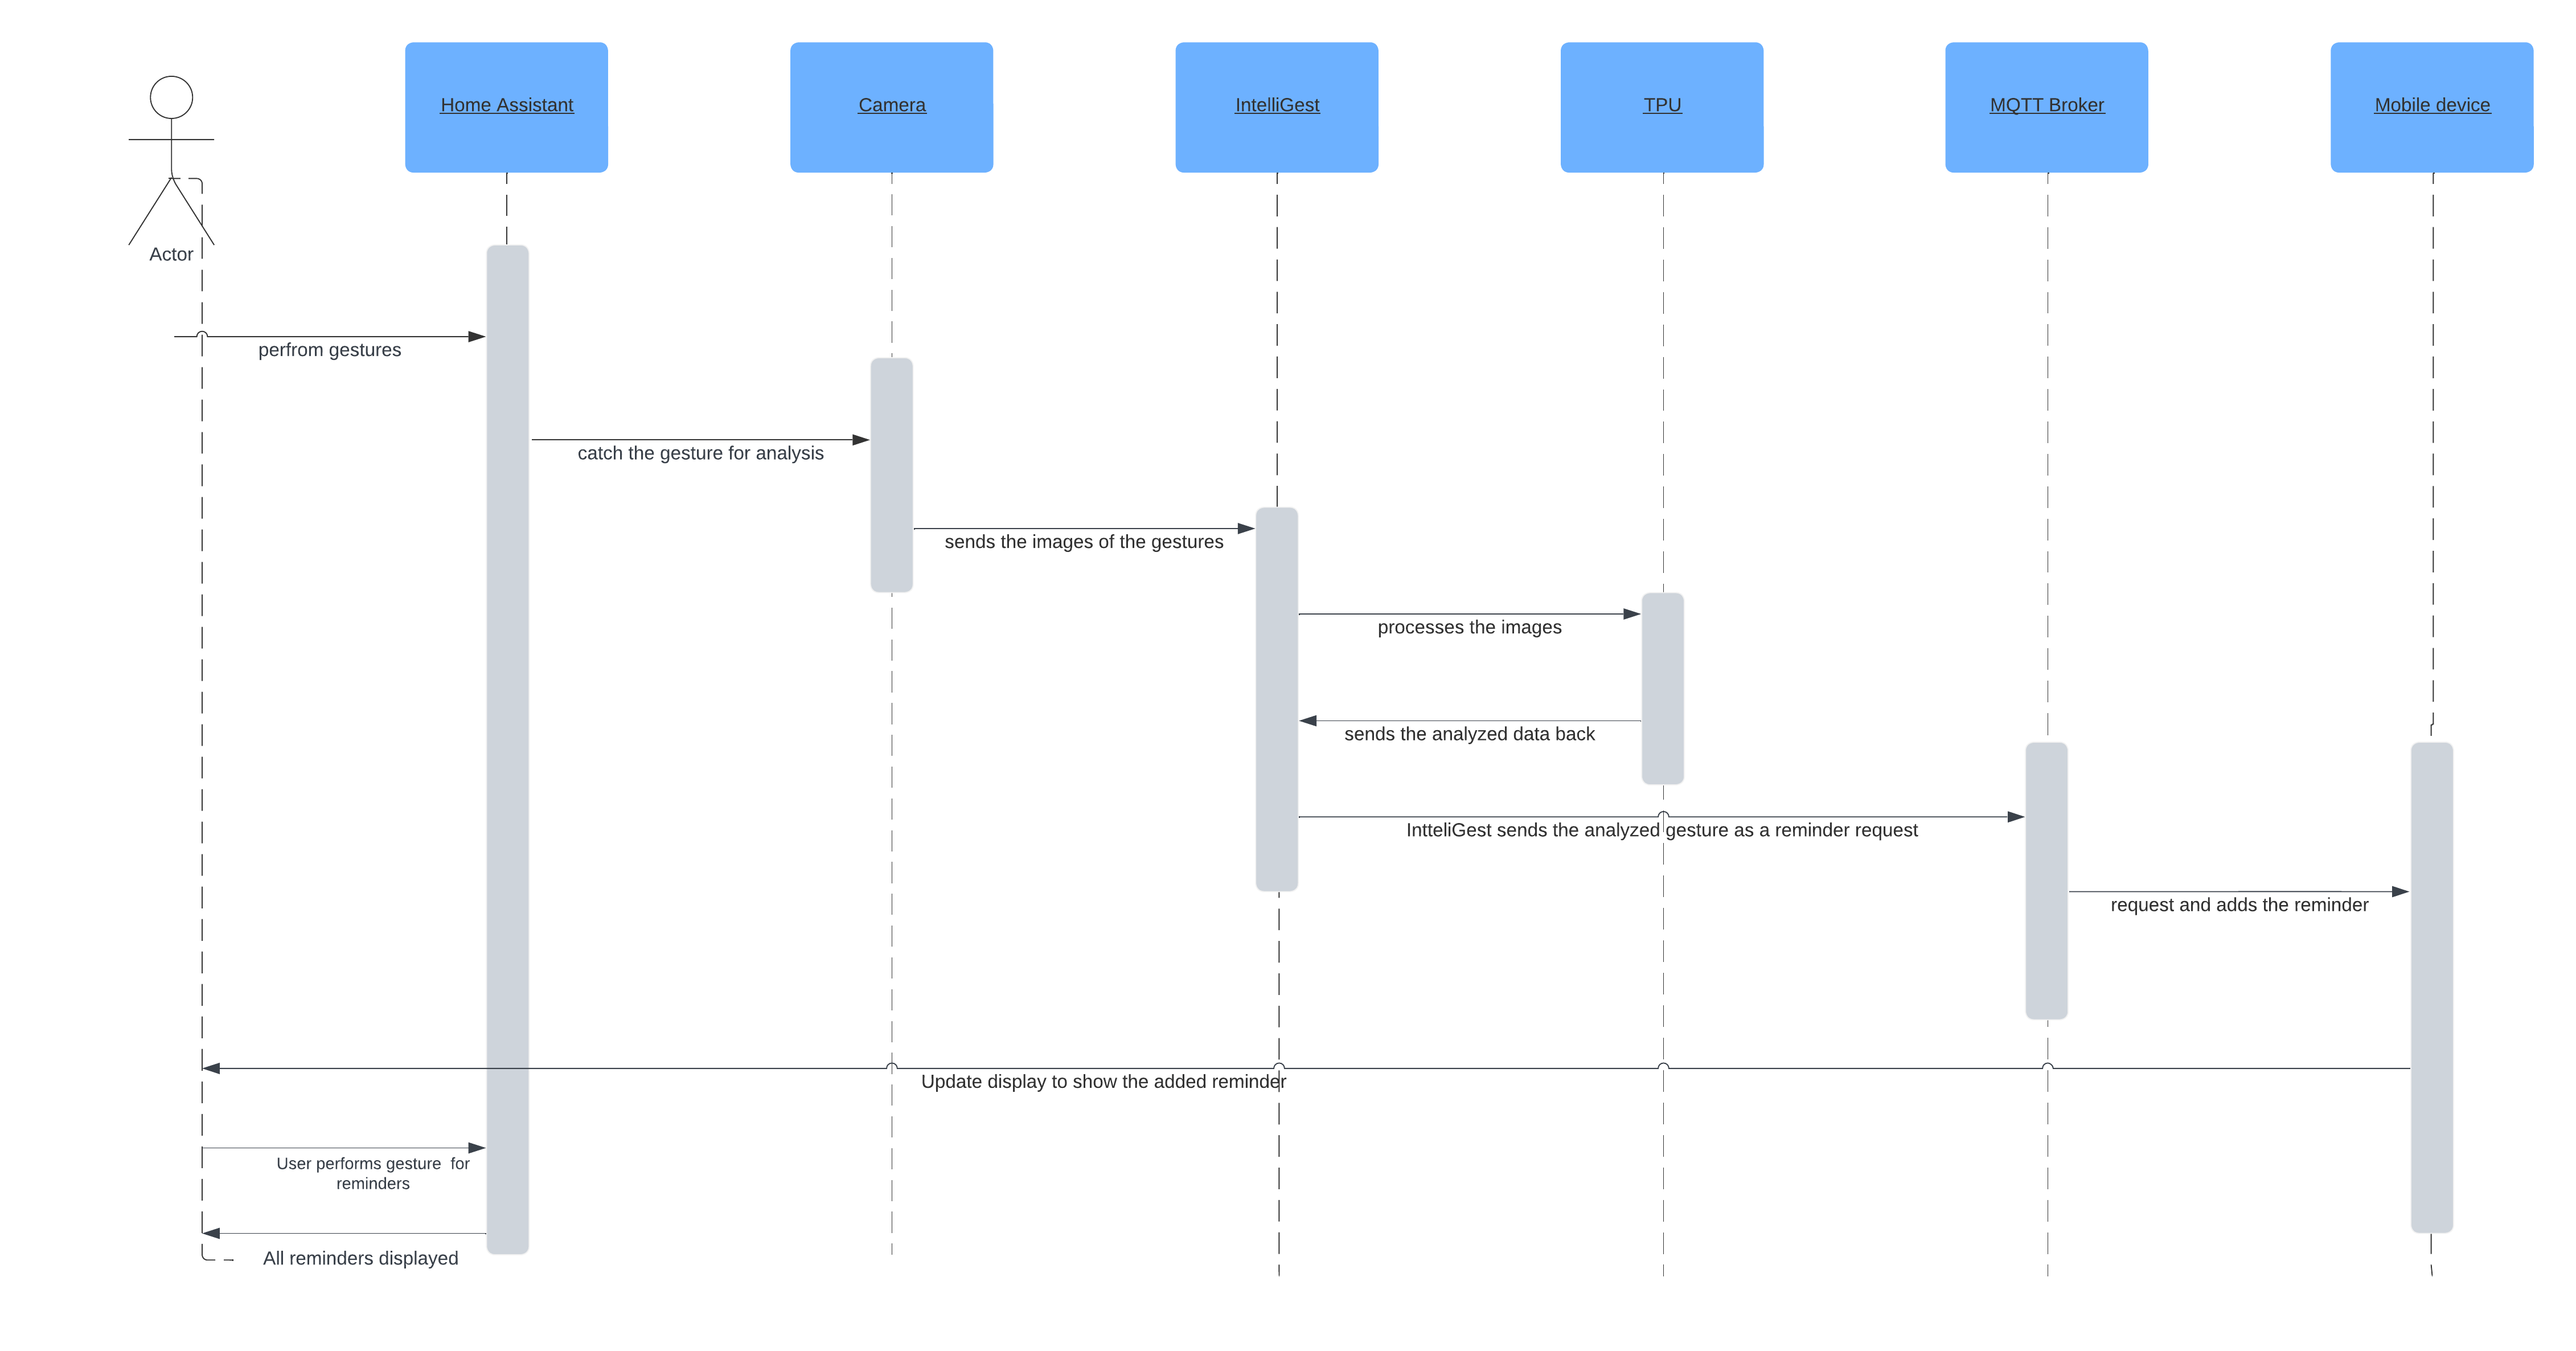 Home Assistant
Camera
IntelliGest
TPU
MQTT Broker
Mobile device
Actor
perfrom gestures
catch the gesture for analysis
sends the images of the gestures
processes the images
sends the analyzed data back
IntteliGest sends the analyzed gesture as a reminder request
request and adds the reminder
Update display to show the added reminder
User performs gesture for
reminders
All reminders displayed